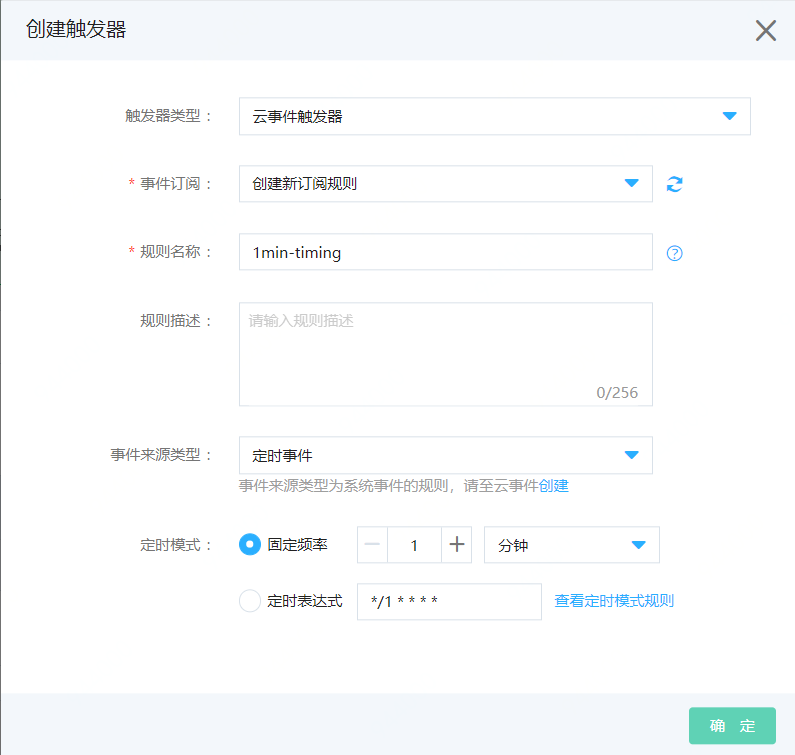 创建触发器
触发器类型： 云事件触发器
* 事件订阅： 创建新订阅规则
* 规则名称： 1min-timing
规则描述： 请输入规则描述
0/256
事件来源类型： 定时事件
事件来源类型为系统事件的规则，请至云事件创建
定时模式： 固定频率 — 1 + 分钟
定时表达式 */1 * * * * 查看定时模式规则
确 定